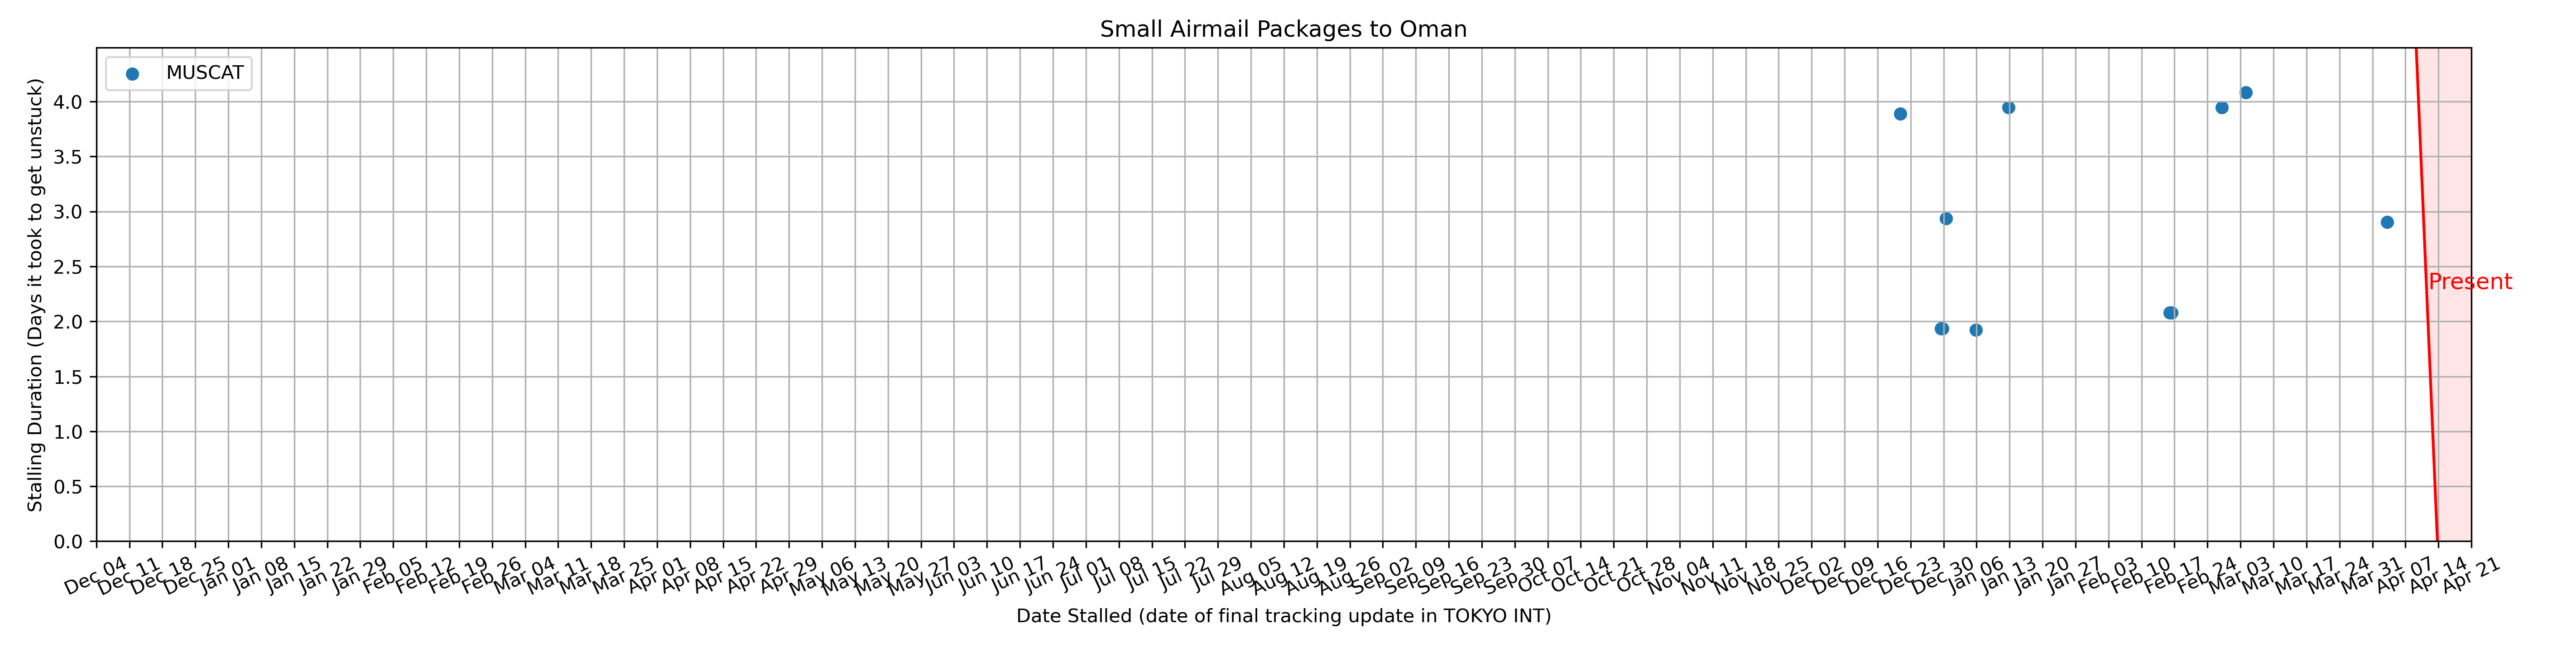 Small Airmail Packages to Oman
MUSCAT
Stalling Duration (Days it took to get unstuck)
4.0
3.5
3.0
2.5
2.0
1.5
1.0
0.5
0.0
Present
Dec 04
Dec 11
Dec 18
Dec 25
Jan 01
Jan 08
Jan 15
Jan 22
Jan 29
Feb 05
Feb 12
Feb 19
Feb 26
Mar 04
Mar 11
Mar 18
Mar 25
Apr 01
Apr 08
Apr 15
Apr 22
Apr 29
May 06
May 13
May 20
May 27
Jun 03
Jun 10
Jun 17
Jun 24
Jul 01
Jul 08
Jul 15
Jul 22
Jul 29
Aug 05
Aug 12
Aug 19
Aug 26
Sep 02
Sep 09
Sep 16
Sep 23
Sep 30
Oct 07
Oct 14
Oct 21
Oct 28
Nov 04
Nov 11
Nov 18
Nov 25
Dec 02
Dec 09
Dec 16
Dec 23
Dec 30
Jan 06
Jan 13
Jan 20
Jan 27
Feb 03
Feb 10
Feb 17
Feb 24
Mar 03
Mar 10
Mar 17
Mar 24
Mar 31
Apr 07
Apr 14
Apr 21
Date Stalled (date of final tracking update in TOKYO INT)